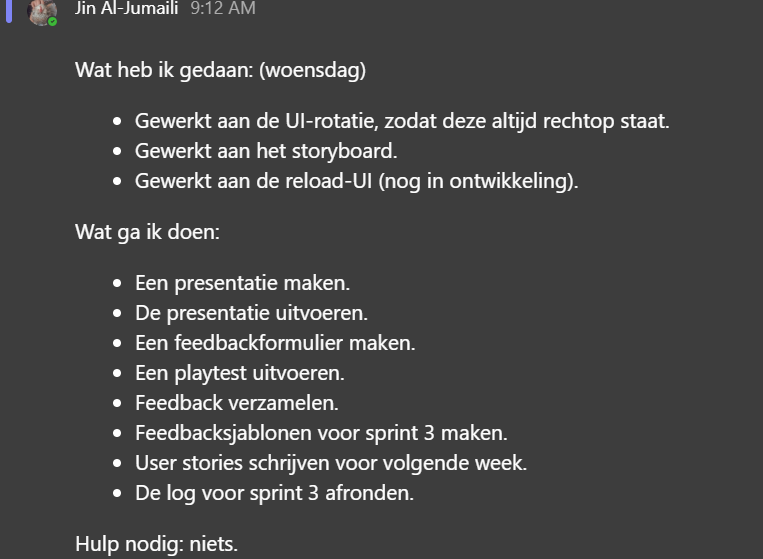 Jin Al-Jumaili 9:12 AM
Wat heb ik gedaan: (woensdag)
• Gewerkt aan de UI-rotatie, zodat deze altijd rechtop staat.
• Gewerkt aan het storyboard.
• Gewerkt aan de reload-UI (nog in ontwikkeling).
Wat ga ik doen:
• Een presentatie maken.
• De presentatie uitvoeren.
• Een feedbackformulier maken.
• Een playtest uitvoeren.
• Feedback verzamelen.
• Feedbacksjablonen voor sprint 3 maken.
• User stories schrijven voor volgende week.
• De log voor sprint 3 afronden.
Hulp nodig: niets.